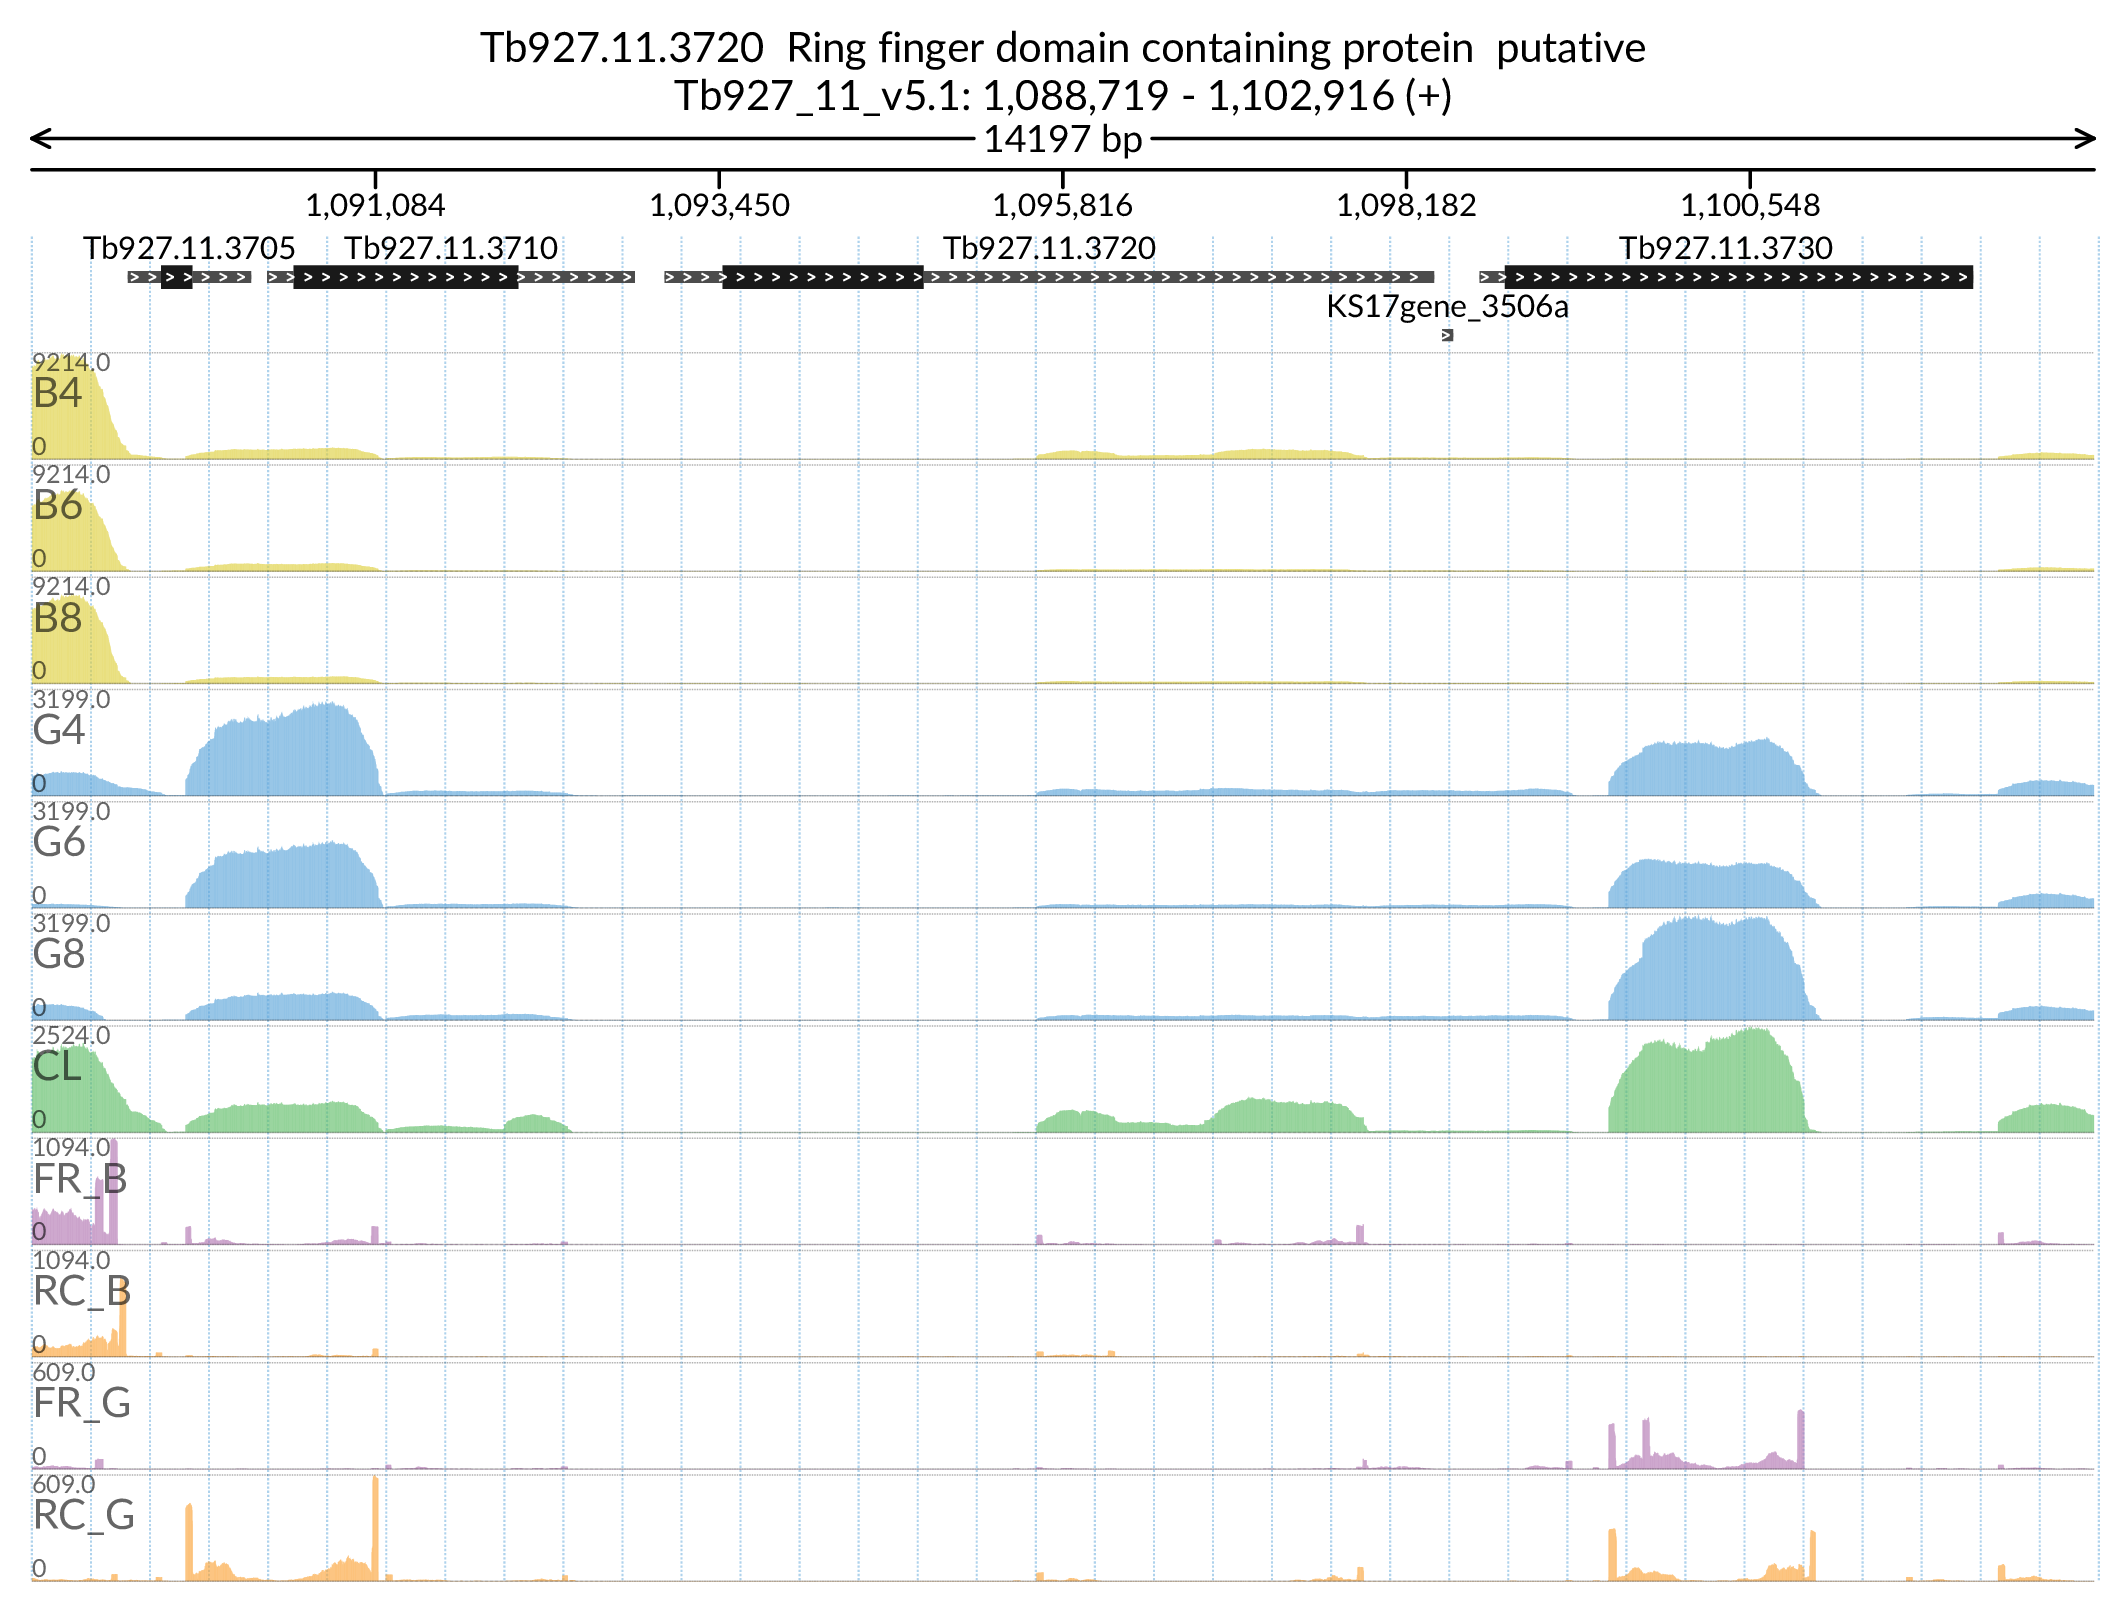 Tb927.11.3720 Ring finger domain containing protein putative
Tb927_11_v5.1: 1,088,719 - 1,102,916 (+)
14197 bp
1,091,084 1,093,450 1,095,816 1,098,182 1,100,548
Tb927.11.3705 Tb927.11.3710 Tb927.11.3720 Tb927.11.3730
KS17gene_3506a
9214.0
B4
0
9214.0
B6
0
9214.0
B8
0
3199.0
G4
0
3199.0
G6
0
3199.0
G8
0
2524.0
CL
0
1094.0
FR_B
0
1094.0
RC_B
0
609.0
FR_G
0
609.0
RC_G
0